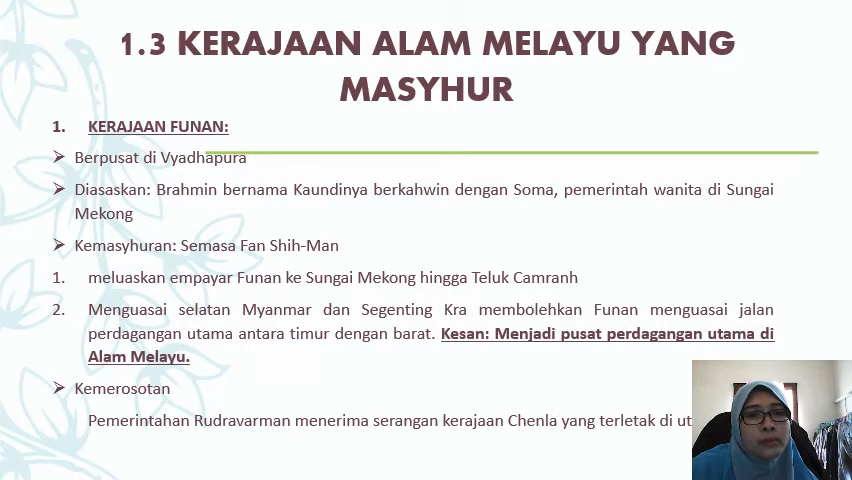 1.3 KERAJAAN ALAM MELAYU YANG
MASYHUR
1. KERAJAAN FUNAN:
➢ Berpusat di Vyadhapura
➢ Diasaskan: Brahmin bernama Kaundinya berkahwin dengan Soma, pemerintah wanita di Sungai
Mekong
➢ Kemasyhuran: Semasa Fan Shih-Man
1. meluaskan empayar Funan ke Sungai Mekong hingga Teluk Camranh
2. Menguasai selatan Myanmar dan Segenting Kra membolehkan Funan menguasai jalan
perdagangan utama antara timur dengan barat. Kesan: Menjadi pusat perdagangan utama di
Alam Melayu.
➢ Kemerosotan
Pemerintahan Rudravarman menerima serangan kerajaan Chenla yang terletak di